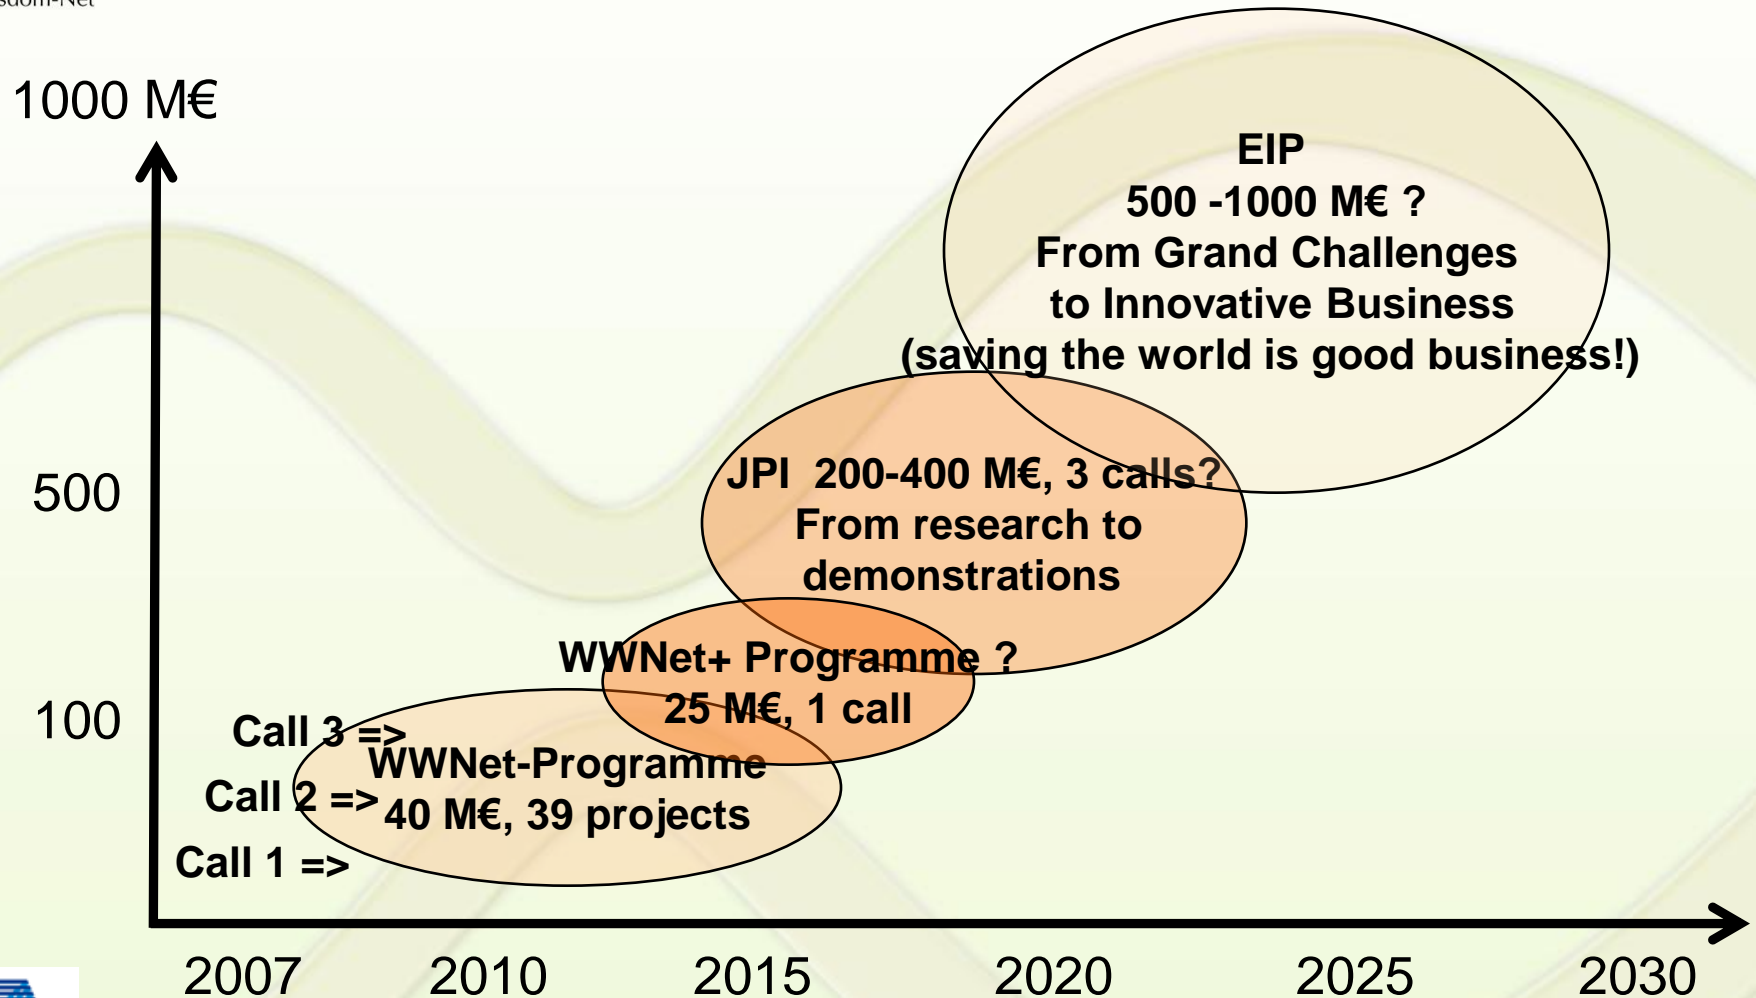 1000 M€
EIP
500 -1000 M€ ?
From Grand Challenges
to Innovative Business
(saving the world is good business!)
500
JPI 200-400 M€, 3 calls?
From research to
demonstrations
WWNet+ Programme ?
25 M€, 1 call
100
Call 3 =>
WWNet-Programme
Call 2 =>
40 M€, 39 projects
Call 1 =>
2007 2010 2015 2020 2025 2030